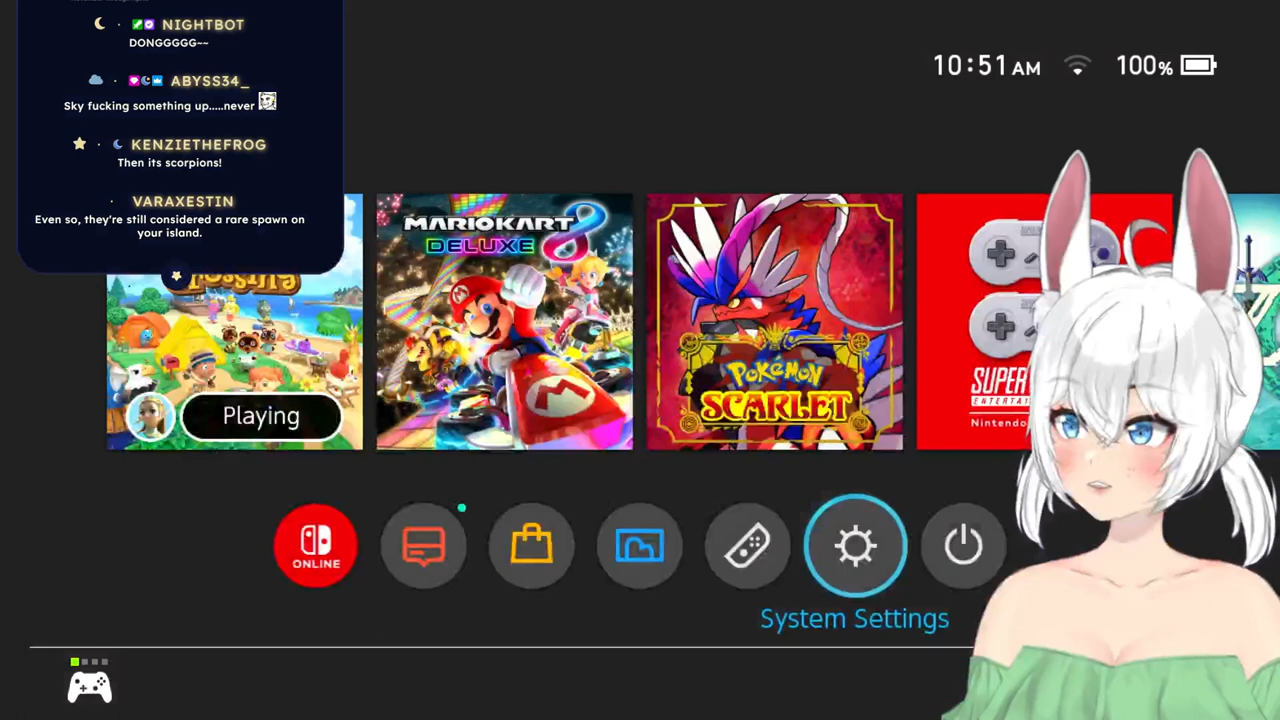 NIGHTBOT
DONGGGGG~~
ABYSS34_
Sky fucking something up.....never
KENZIETHEFROG
Then its scorpions!
VARAXESTIN
Even so, they're still considered a rare spawn on
your island.
10:51 AM
100%
Playing
MARIOKART 8
DELUXE
POKÉMON
SCARLET
SUPER
Nintendo
ONLINE
System Settings